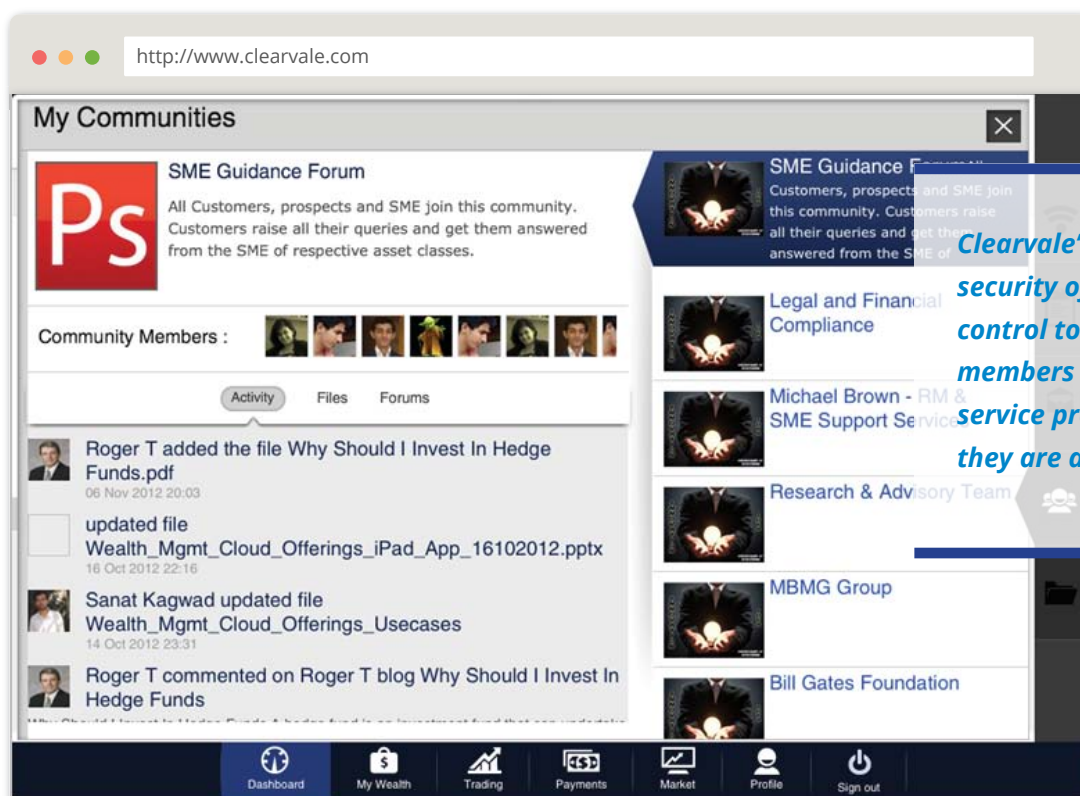 http://www.clearvale.com
My Communities
Ps
SME Guidance Forum
All Customers, prospects and SME join this community.
Customers raise all their queries and get them answered
from the SME of respective asset classes.
Community Members :
Activity Files Forums
Roger T added the file Why Should I Invest In Hedge
Funds.pdf
06 Nov 2012 20:03
updated file
Wealth_Mgmt_Cloud_Offerings_iPad_App_16102012.pptx
16 Oct 2012 22:16
Sanat Kagwad updated file
Wealth_Mgmt_Cloud_Offerings_Usecases
14 Oct 2012 23:31
Roger T commented on Roger T blog Why Should I Invest In
Hedge Funds
SME Guidance
Customers, prospects and SME join
this community. Customers raise
all their queries and get them
answered from the SME of
Legal and Financial
Compliance
Michael Brown - RM &
SME Support Services
Research & Advisory Team
MBMG Group
Bill Gates Foundation
security
control to
members
service
they are
Dashboard My Wealth Trading Payments Market Profile Sign out